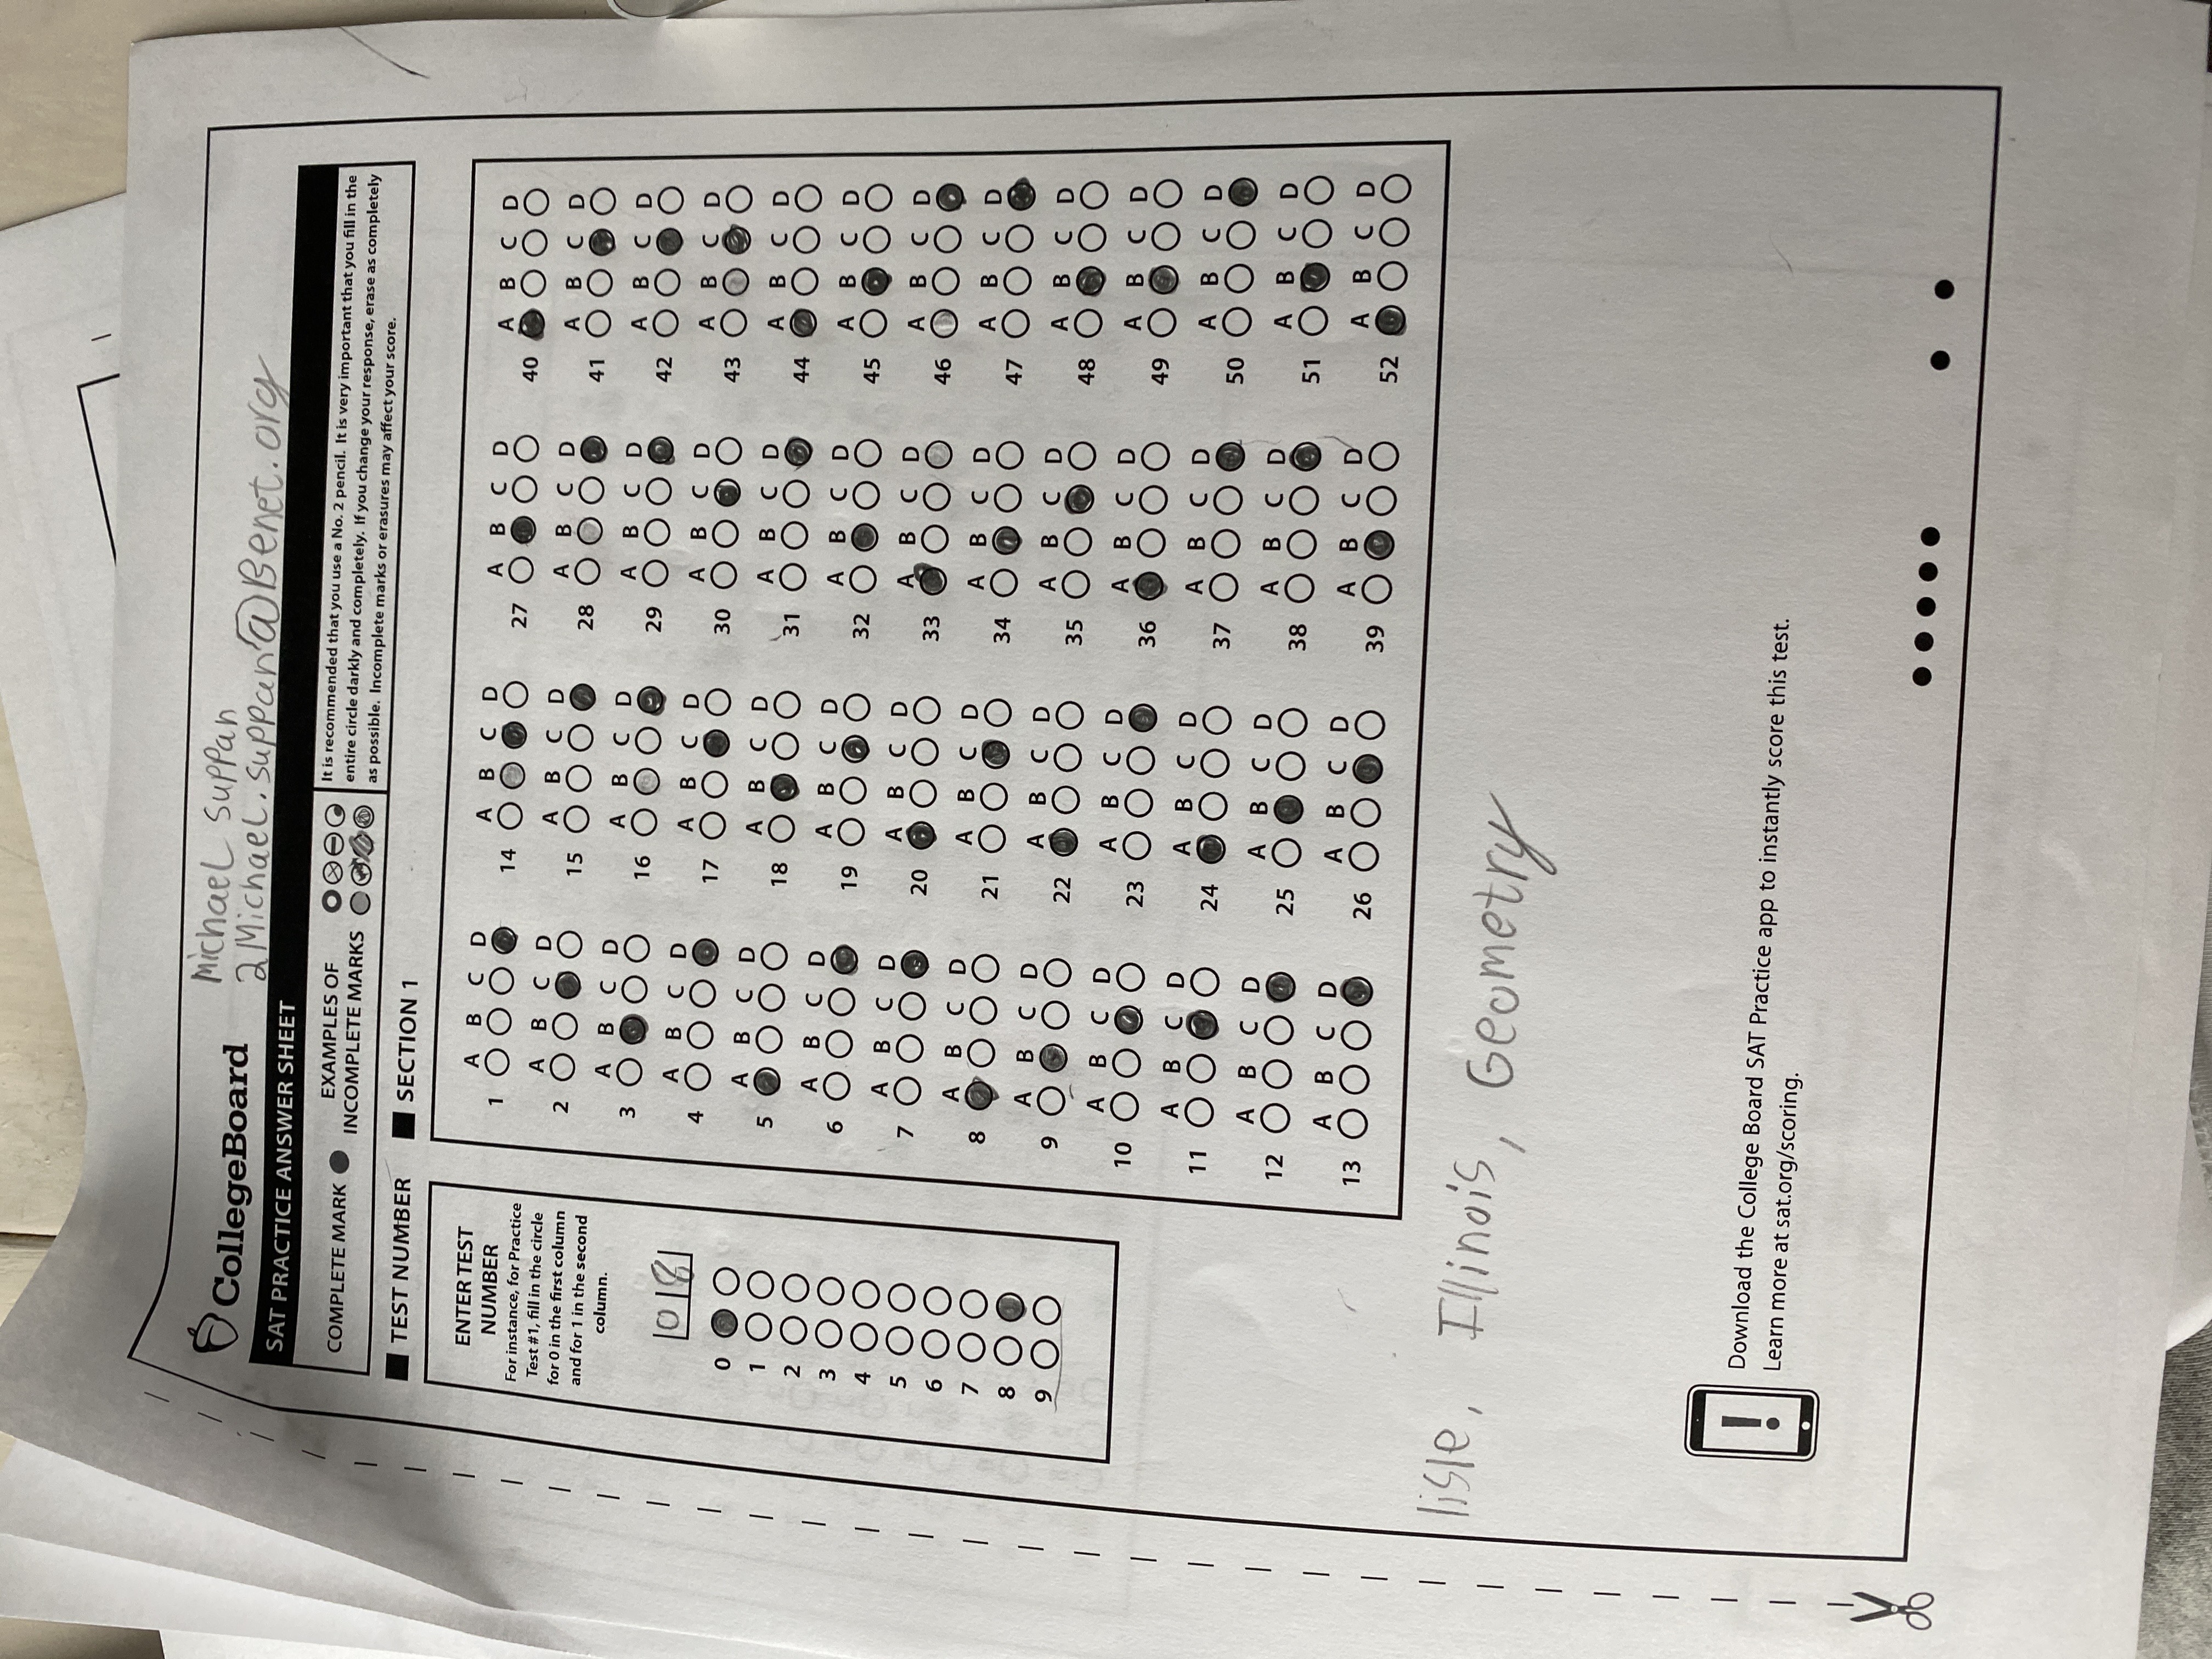 Michael Suppan
2Michael.suppan@Benet.org
CollegeBoard
SAT PRACTICE ANSWER SHEET
COMPLETE MARK
EXAMPLES OF
INCOMPLETE MARKS
It is recommended that you use a No. 2 pencil. It is very important that you fill in the
entire circle darkly and completely. If you change your response, erase as completely
as possible. Incomplete marks or erasures may affect your score.
TEST NUMBER
ENTER TEST
NUMBER
For instance, for Practice
Test #1, fill in the circle
for 0 in the first column
and for 1 in the second
column.
0 8
0
1
2
3
4
5
6
7
8
9
SECTION 1
A B C D
1
A B C D
2
A B C D
3
A B C D
4
A B C D
5
A B C D
6
A B C D
7
A B C D
8
A B C D
9
A B C D
10
A B C D
11
A B C D
12
A B C D
13
A B C D
14
A B C D
15
A B C D
16
A B C D
17
A B C D
18
A B C D
19
A B C D
20
A B C D
21
A B C D
22
A B C D
23
A B C D
24
A B C D
25
A B C D
26
A B C D
27
A B C D
28
A B C D
29
A B C D
30
A B C D
31
A B C D
32
A B C D
33
A B C D
34
A B C D
35
A B C D
36
A B C D
37
A B C D
38
A B C D
39
A B C D
40
A B C D
41
A B C D
42
A B C D
43
A B C D
44
A B C D
45
A B C D
46
A B C D
47
A B C D
48
A B C D
49
A B C D
50
A B C D
51
A B C D
52
lisle, Illinois, Geometry
Download the College Board SAT Practice app to instantly score this test.
Learn more at sat.org/scoring.